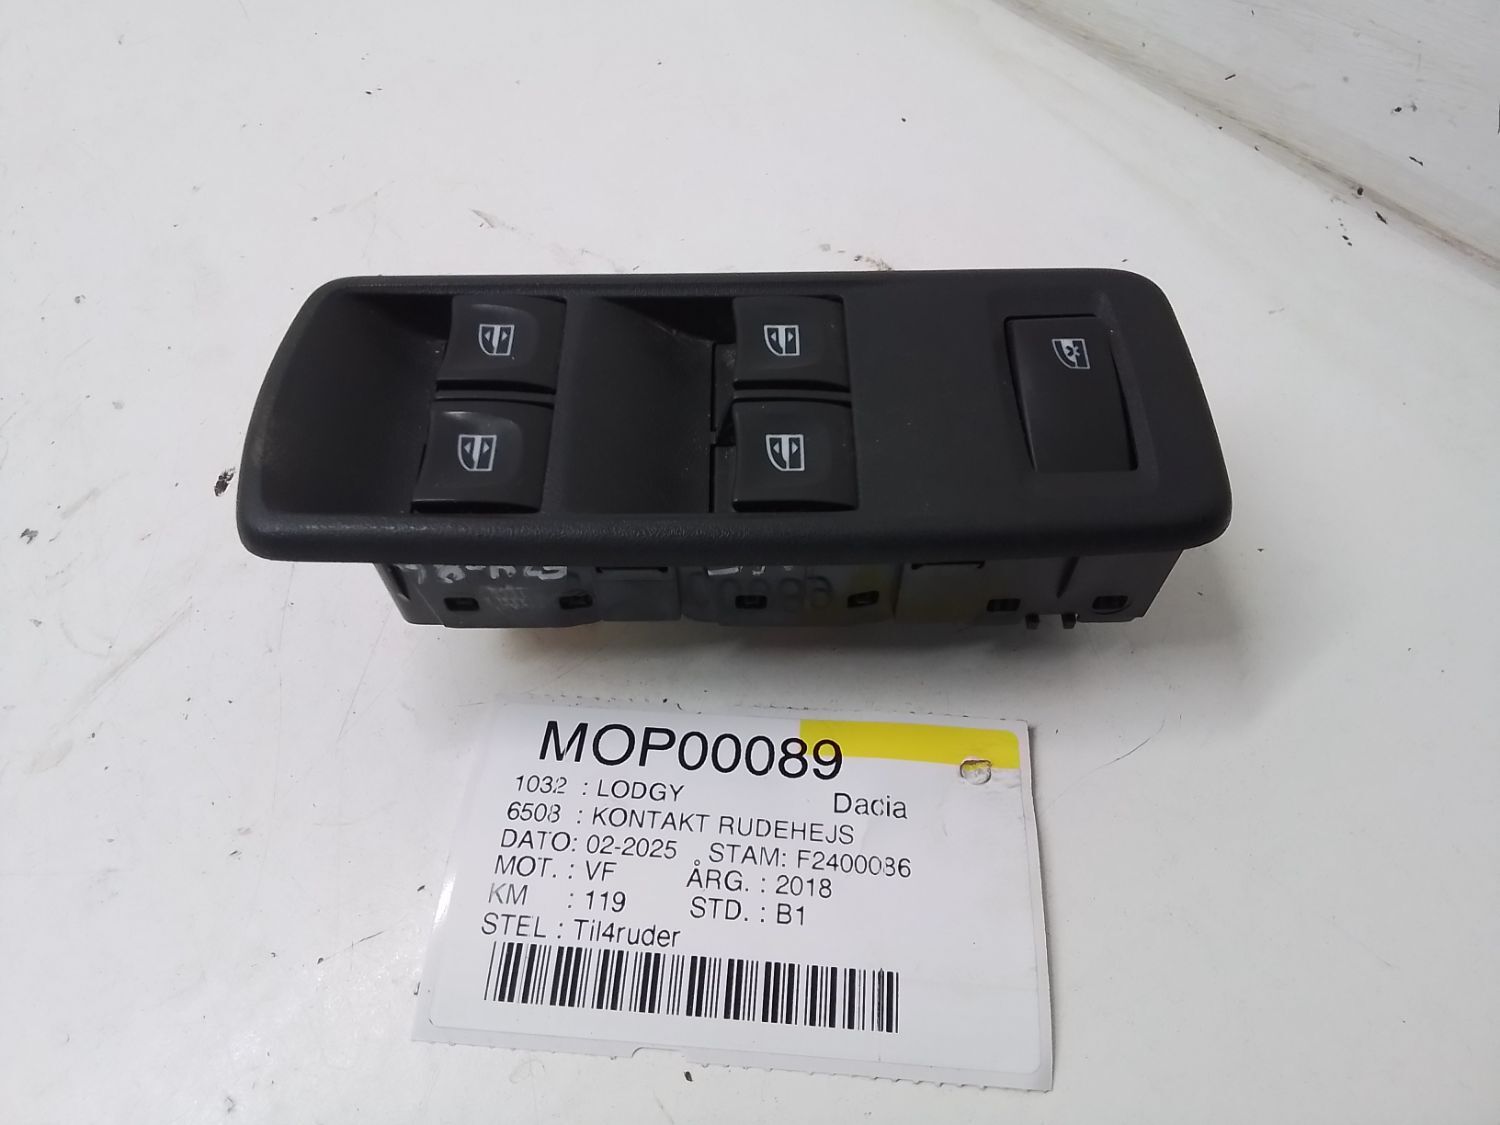 MOP00089
1032 : LODGY Dacia
6508 : KONTAKT RUDEHEJS
DATO: 02-2025 STAM: F2400086
MOT. : VF ÅRG. : 2018
KM : 119 STD. : B1
STEL : Til4ruder